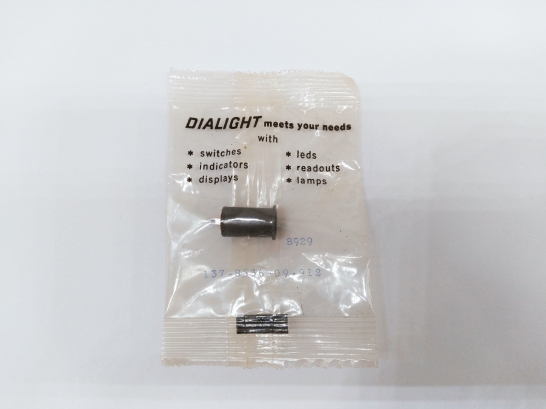 DIALIGHT meets your needs
with
* switches
* indicators
* displays
* leds
* readouts
* lamps
8929